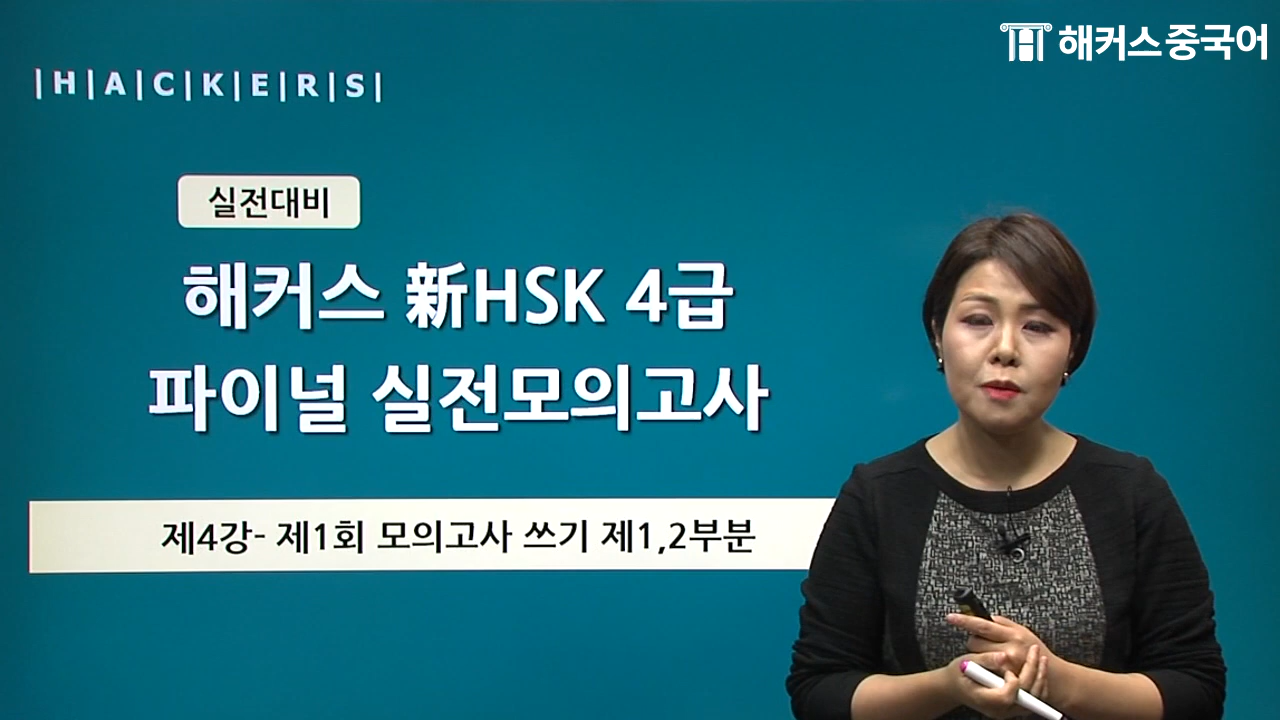 해커스중국어
|H|A|C|K|E|R|S|
실전대비
해커스 新HSK 4급
파이널 실전모의고사
제4강- 제1회 모의고사 쓰기 제1,2부분